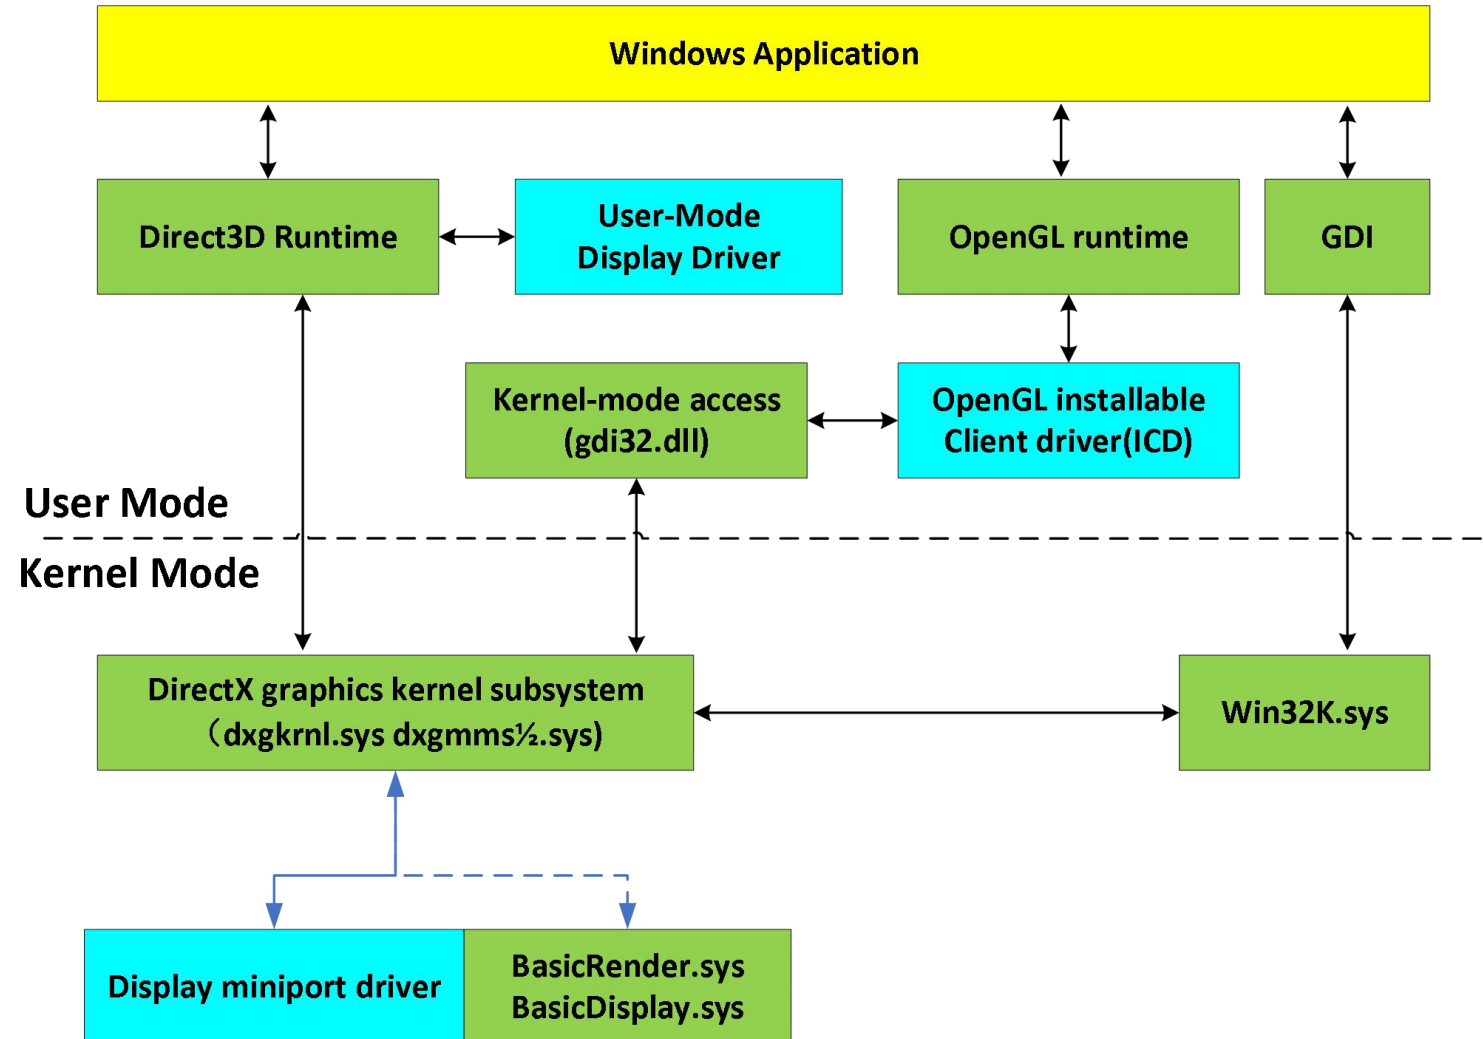 Windows Application
Direct3D Runtime
User-Mode
Display Driver
OpenGL runtime
GDI
Kernel-mode access
(gdi32.dll)
OpenGL installable
Client driver(ICD)
User Mode
Kernel Mode
DirectX graphics kernel subsystem
（dxgkrnl.sys dxgmms½.sys)
Win32K.sys
Display miniport driver
BasicRender.sys
BasicDisplay.sys